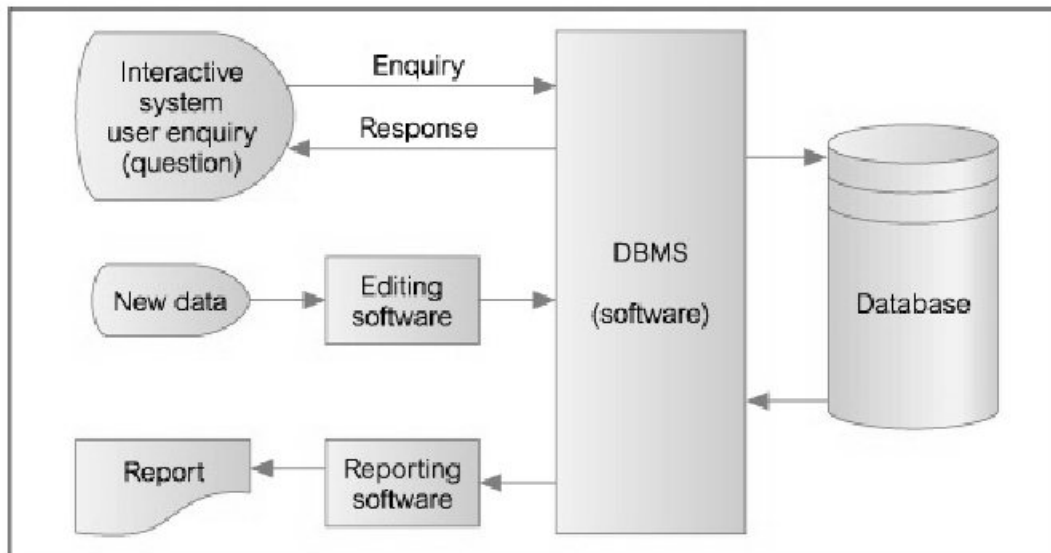 Interactive
system
user enquiry
(question)
Enquiry
Response
New data
Editing
software
DBMS
(software)
Database
Report
Reporting
software